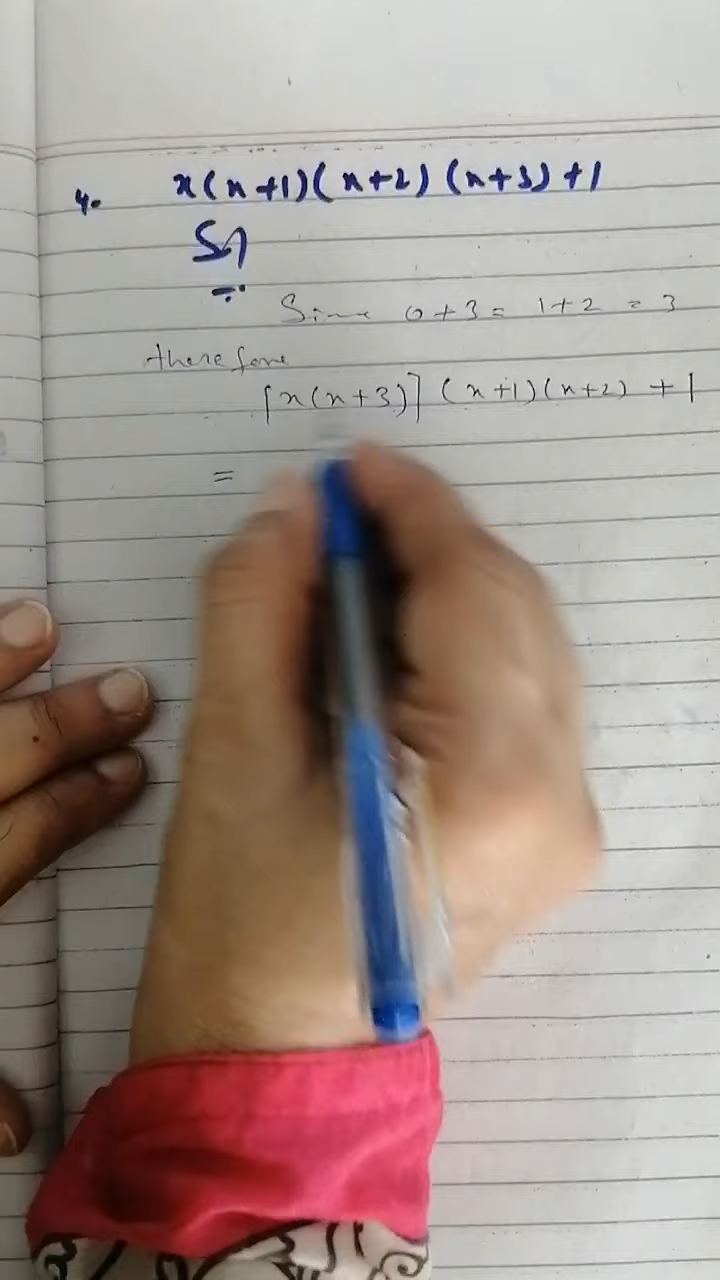 4. x(x+1)(x+2)(x+3)+1
Sol
Since 0+3 = 1+2 = 3
therefore
[x(x+3)] (x+1)(x+2) +1
=